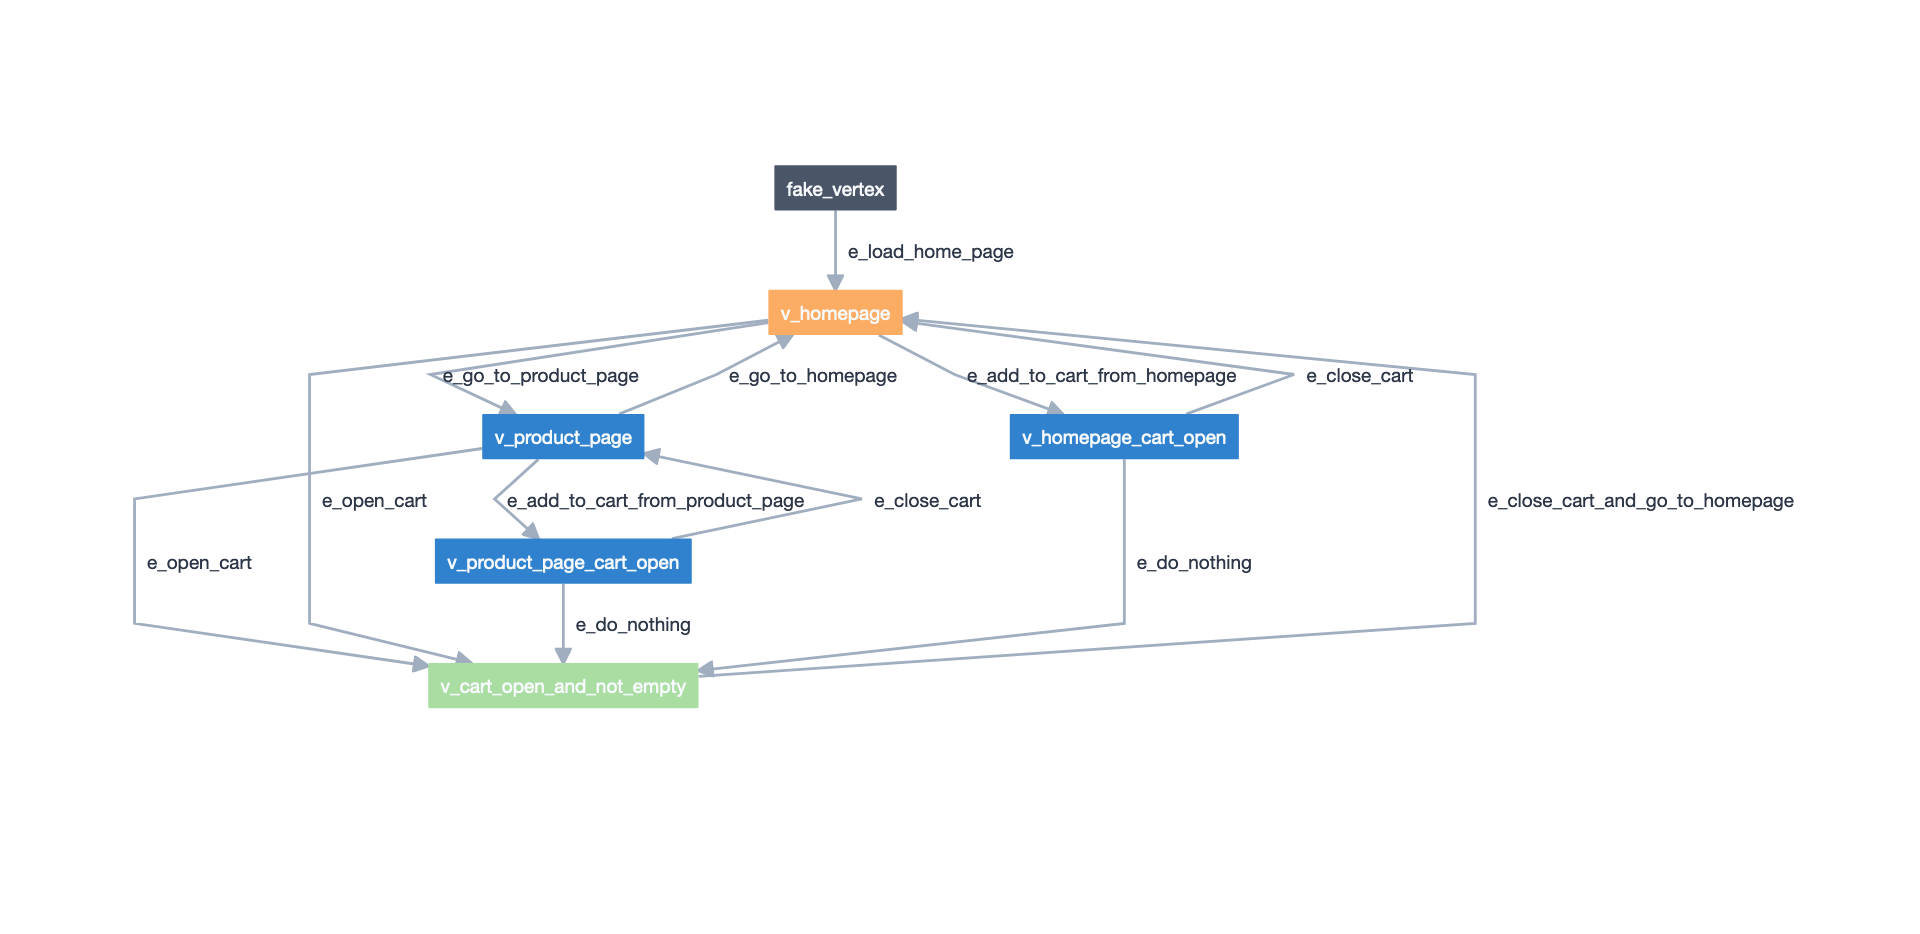 fake_vertex
e_load_home_page
v_homepage
e_go_to_product_page
e_go_to_homepage
e_add_to_cart_from_homepage
e_close_cart
v_product_page
v_homepage_cart_open
e_open_cart
e_add_to_cart_from_product_page
e_close_cart
e_close_cart_and_go_to_homepage
e_open_cart
v_product_page_cart_open
e_do_nothing
e_do_nothing
v_cart_open_and_not_empty